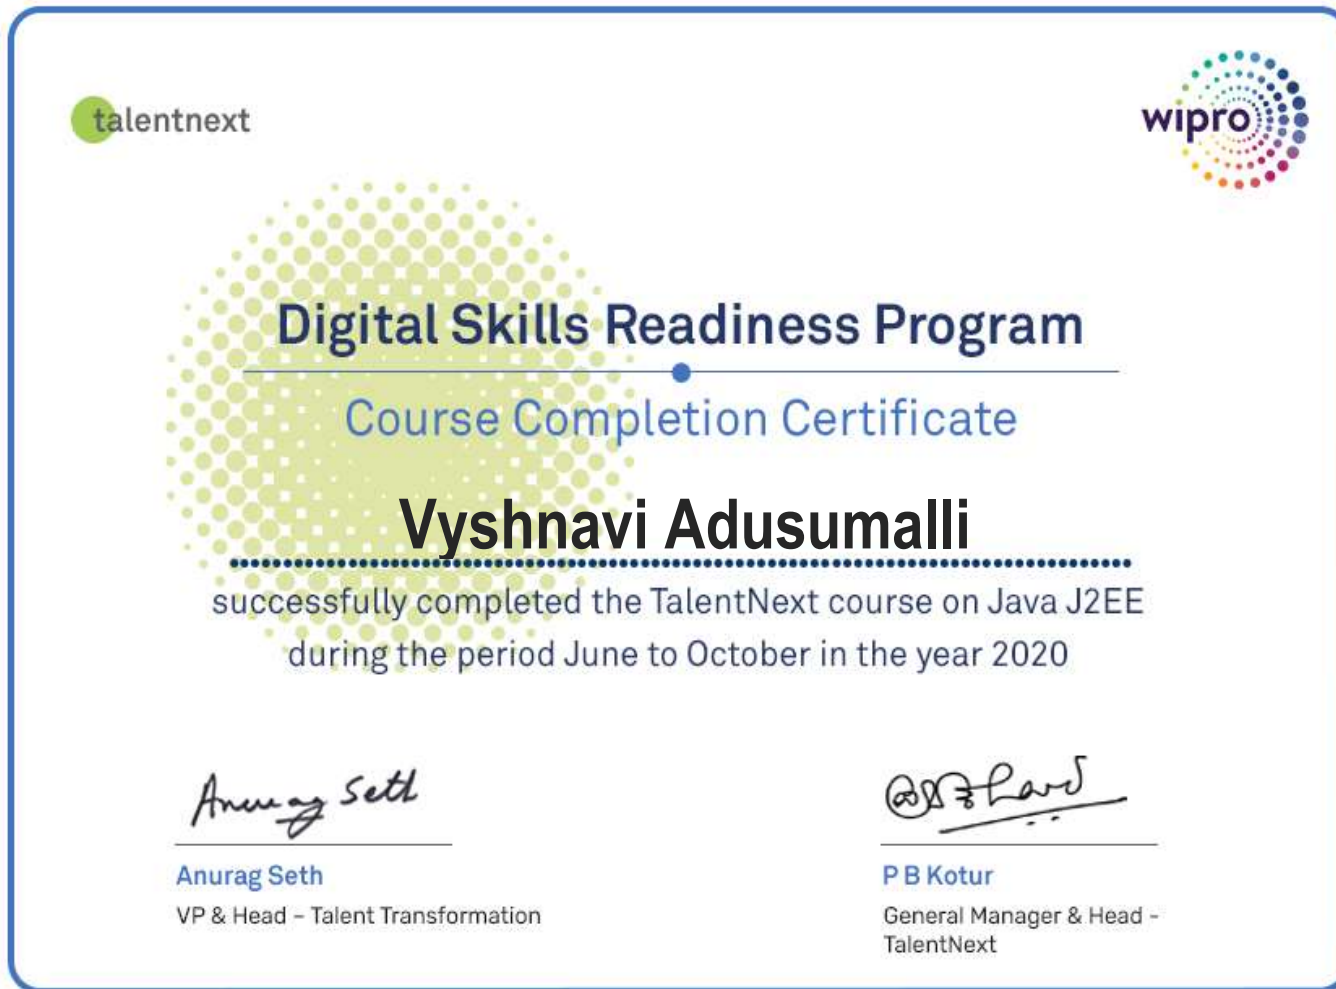 talentnext
wipro
Digital Skills Readiness Program
Course Completion Certificate
Vyshnavi Adusumalli
successfully completed the TalentNext course on Java J2EE
during the period June to October in the year 2020
Anurag Seth
Anurag Seth
VP & Head – Talent Transformation
P B Kotur
General Manager & Head -
TalentNext